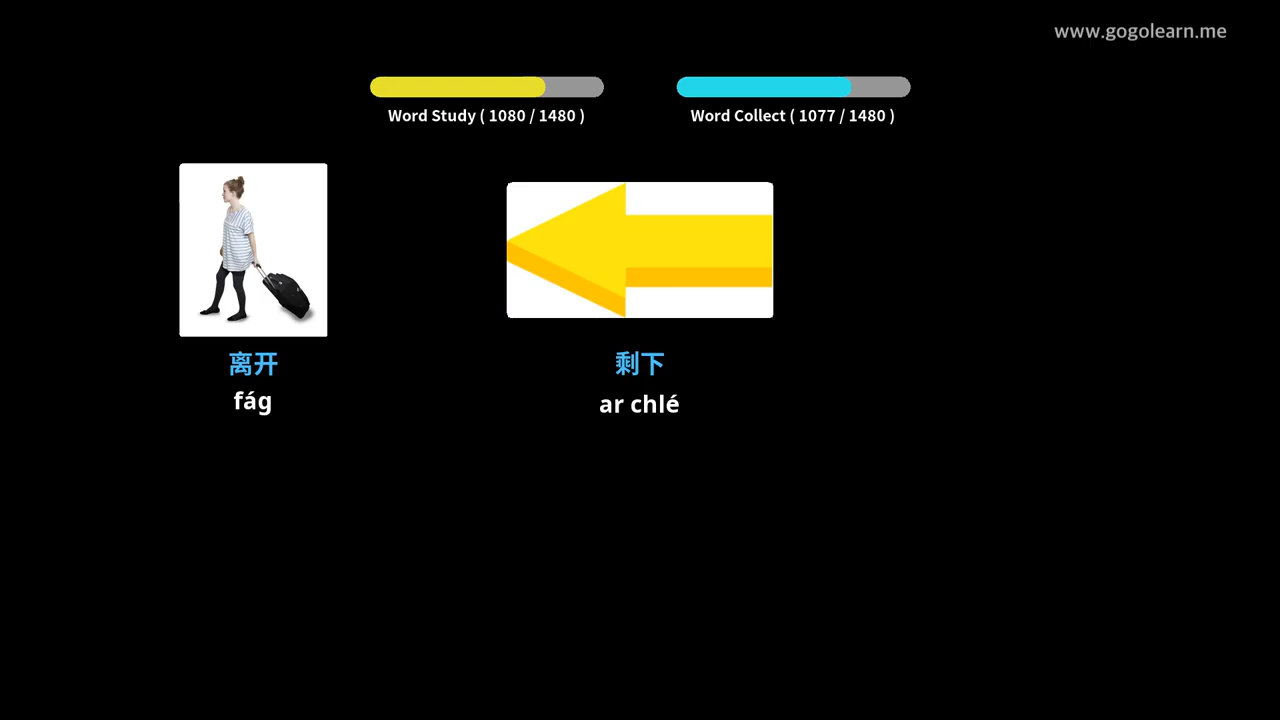 www.gogolearn.me
Word Study ( 1080 / 1480 )
Word Collect ( 1077 / 1480 )
离开
fág
剩下
ar chlé